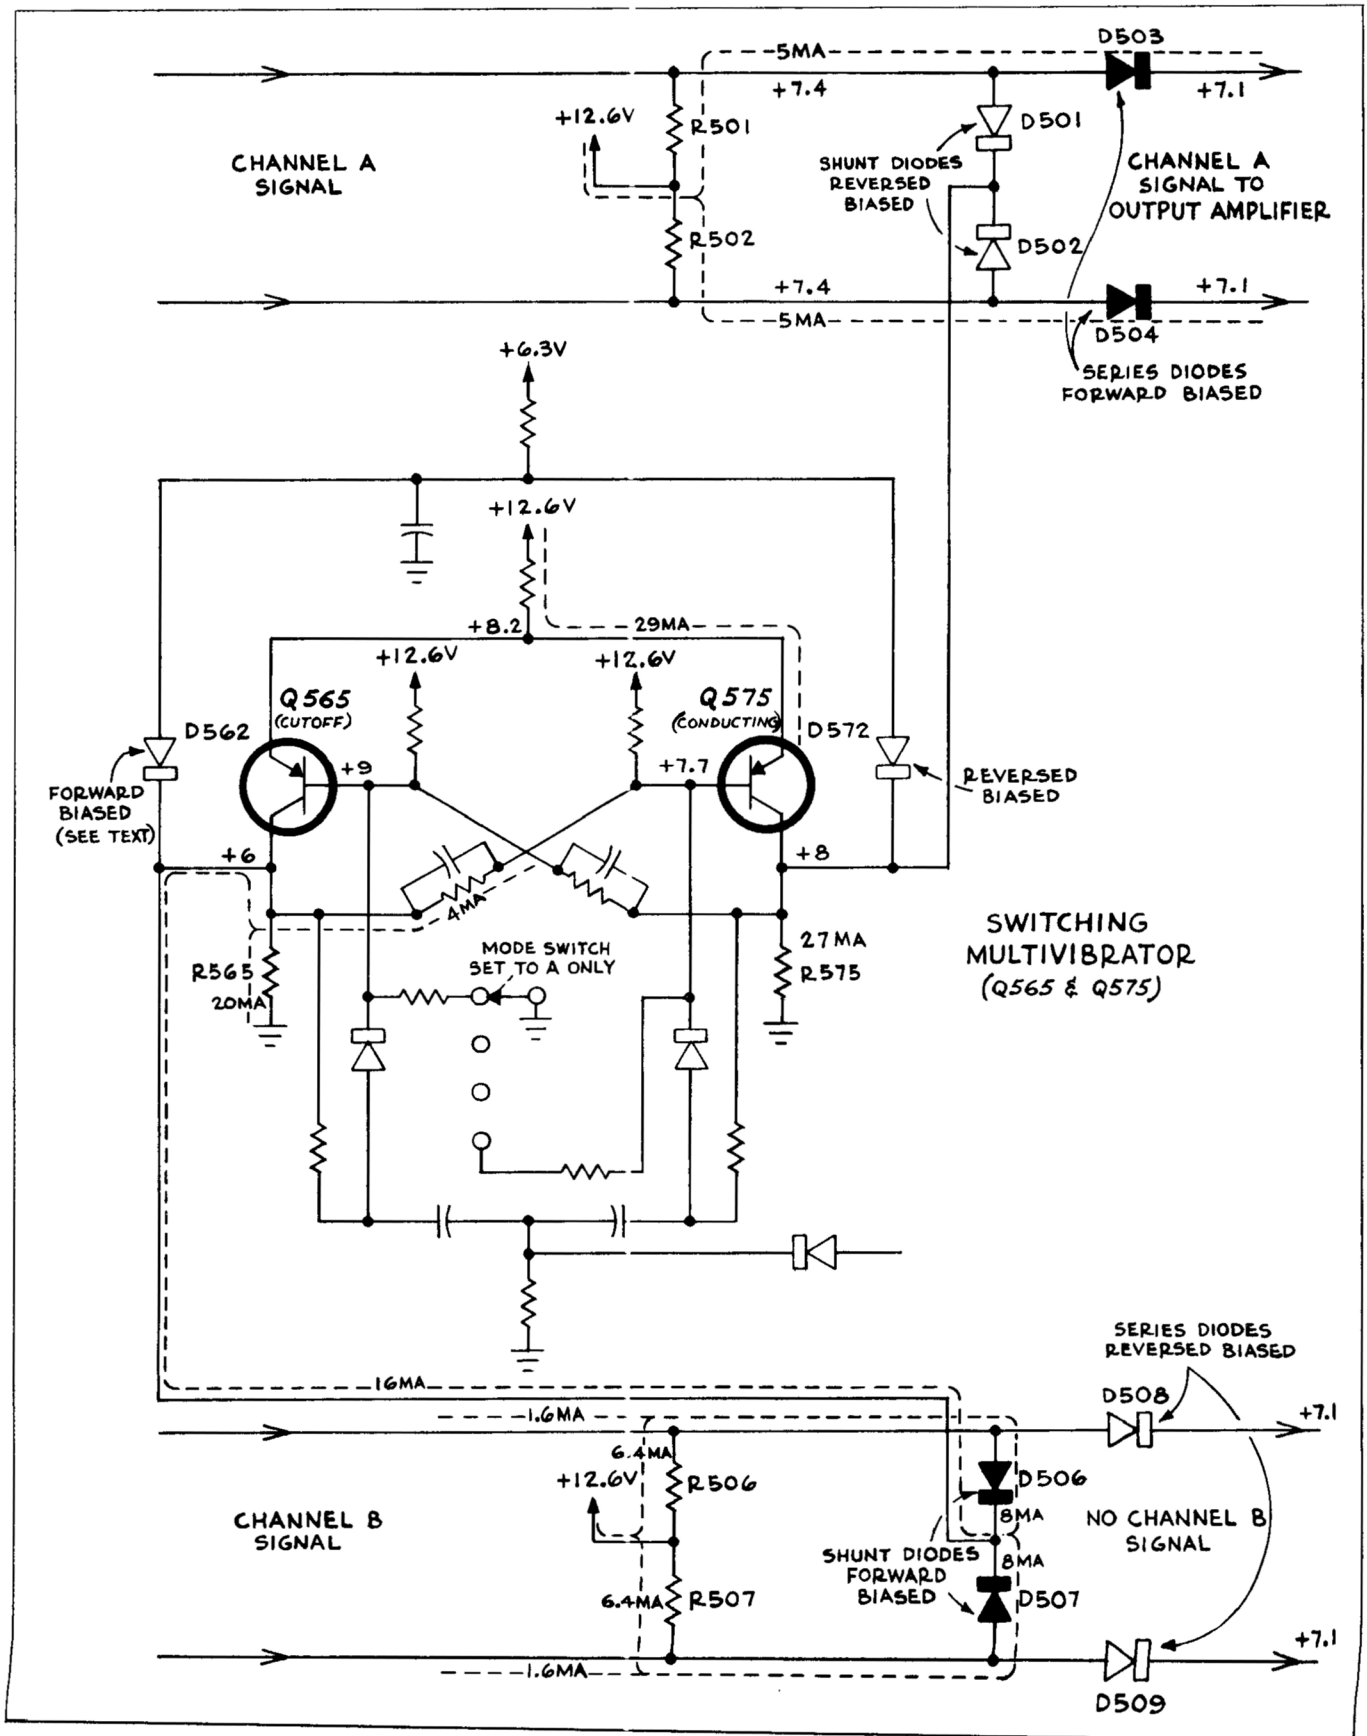 5MA
D503
+7.4
+7.1
+12.6V
R501
D501
CHANNEL A
SIGNAL
SHUNT DIODES
REVERSED
BIASED
CHANNEL A
SIGNAL TO
OUTPUT AMPLIFIER
R502
D502
+7.4
+7.1
5MA
D504
SERIES DIODES
FORWARD BIASED
+6.3V
+12.6V
+8.2
29MA
+12.6V
+12.6V
Q565
(CUTOFF)
Q575
(CONDUCTING)
D562
D572
+9
+7.7
FORWARD
BIASED
(SEE TEXT)
REVERSED
BIASED
+6
+8
4MA
MODE SWITCH
SET TO A ONLY
R565
20MA
27MA
R575
SWITCHING
MULTIVIBRATOR
(Q565 & Q575)
SERIES DIODES
REVERSED BIASED
16MA
1.6MA
D508
+7.1
6.4MA
+12.6V
R506
D506
8MA
CHANNEL B
SIGNAL
NO CHANNEL B
SIGNAL
SHUNT DIODES
FORWARD
BIASED
8MA
6.4MA
R507
D507
1.6MA
+7.1
D509